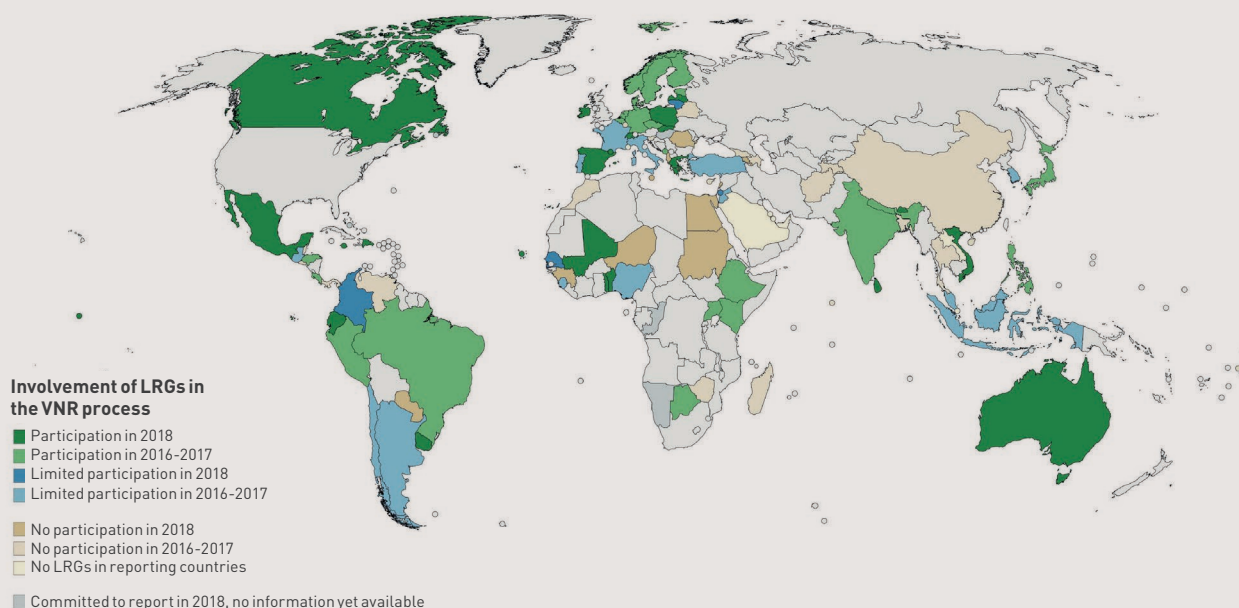 Involvement of LRGs in
the VNR process
Participation in 2018
Participation in 2016-2017
Limited participation in 2018
Limited participation in 2016-2017
No participation in 2018
No participation in 2016-2017
No LRGs in reporting countries
Committed to report in 2018, no information yet available